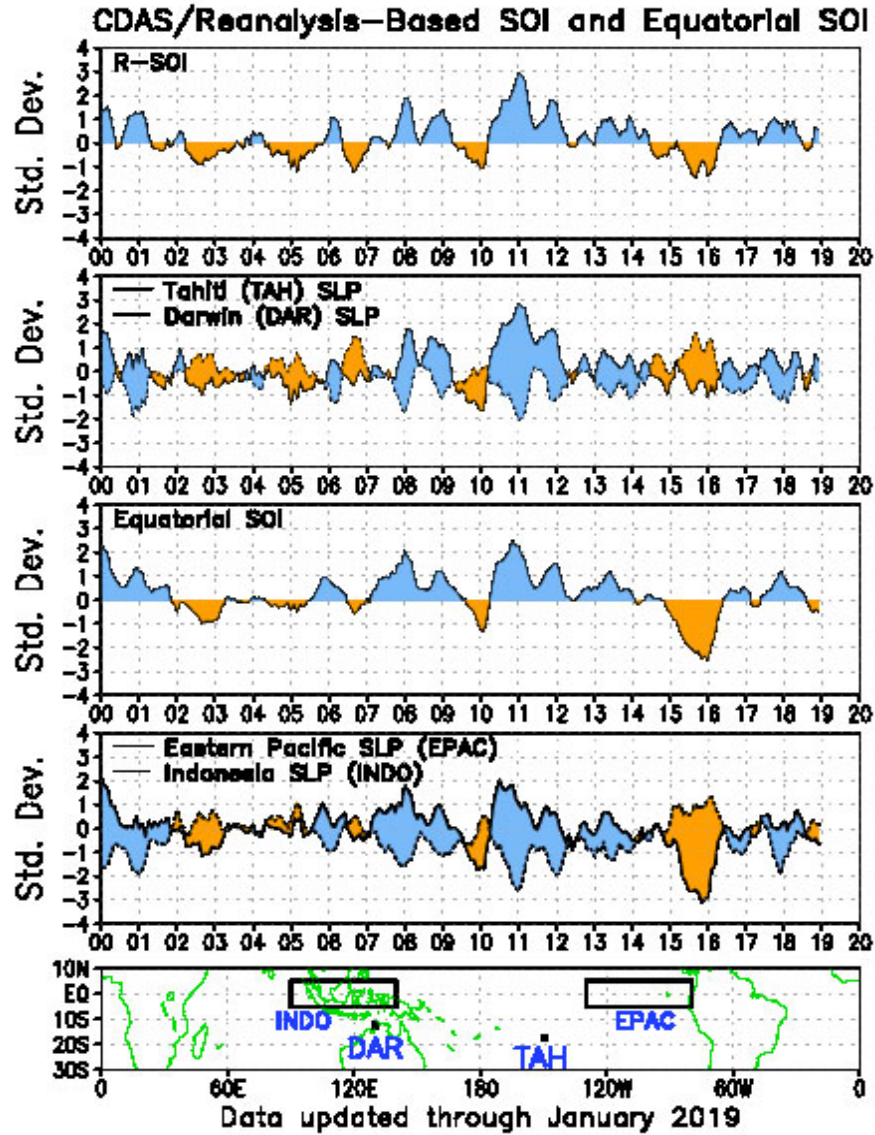 CDAS/Reanalysis-Based SOI and Equatorial SOI
R-SOI
Std. Dev.
4
3
2
1
0
-1
-2
-3
-4
00 01 02 03 04 05 06 07 08 09 10 11 12 13 14 15 16 17 18 19 20
Tahiti (TAH) SLP
Darwin (DAR) SLP
Std. Dev.
4
3
2
1
0
-1
-2
-3
-4
00 01 02 03 04 05 06 07 08 09 10 11 12 13 14 15 16 17 18 19 20
Equatorial SOI
Std. Dev.
4
3
2
1
0
-1
-2
-3
-4
00 01 02 03 04 05 06 07 08 09 10 11 12 13 14 15 16 17 18 19 20
Eastern Pacific SLP (EPAC)
Indonesia SLP (INDO)
Std. Dev.
4
3
2
1
0
-1
-2
-3
-4
00 01 02 03 04 05 06 07 08 09 10 11 12 13 14 15 16 17 18 19 20
10N
EQ
10S
20S
30S
INDO
EPAC
DAR
TAH
0 60E 120E 180 120W 60W 0
Data updated through January 2019